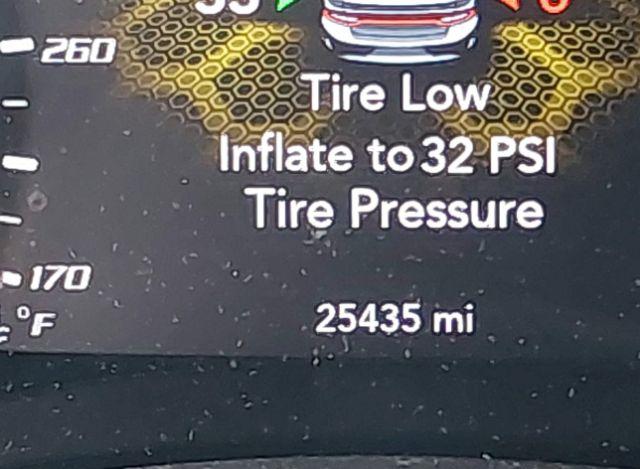 260
Tire Low
Inflate to 32 PSI
Tire Pressure
170
°F
25435 mi